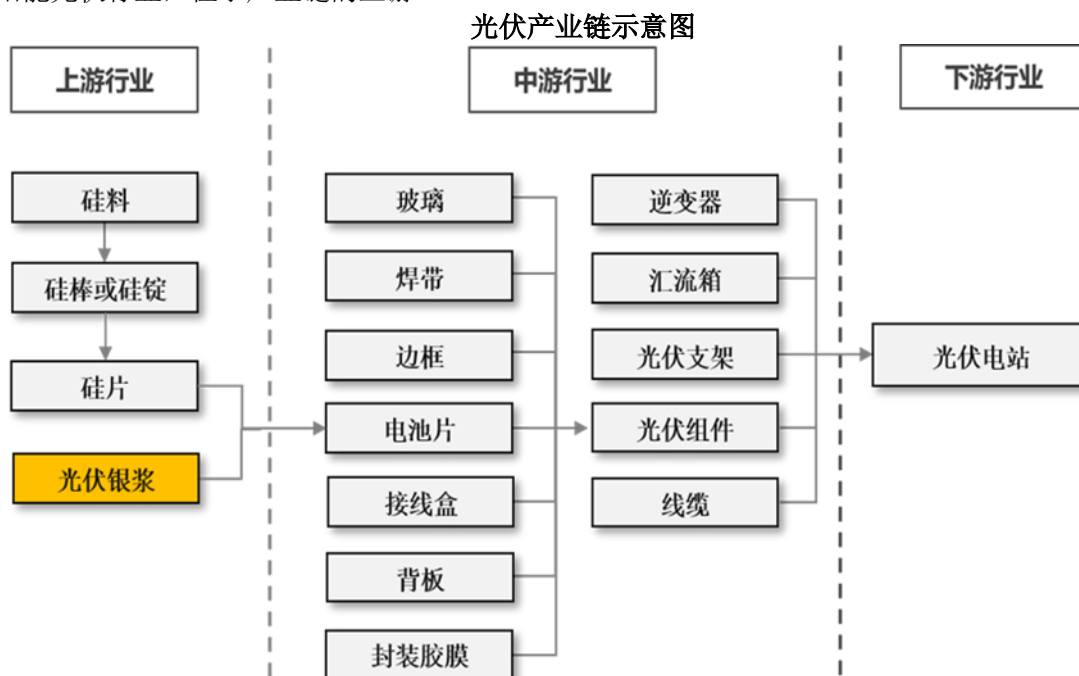 光伏产业链示意图
上游行业
中游行业
下游行业
硅料
硅棒或硅锭
硅片
光伏银浆
玻璃
焊带
边框
电池片
接线盒
背板
封装胶膜
逆变器
汇流箱
光伏支架
光伏组件
线缆
光伏电站